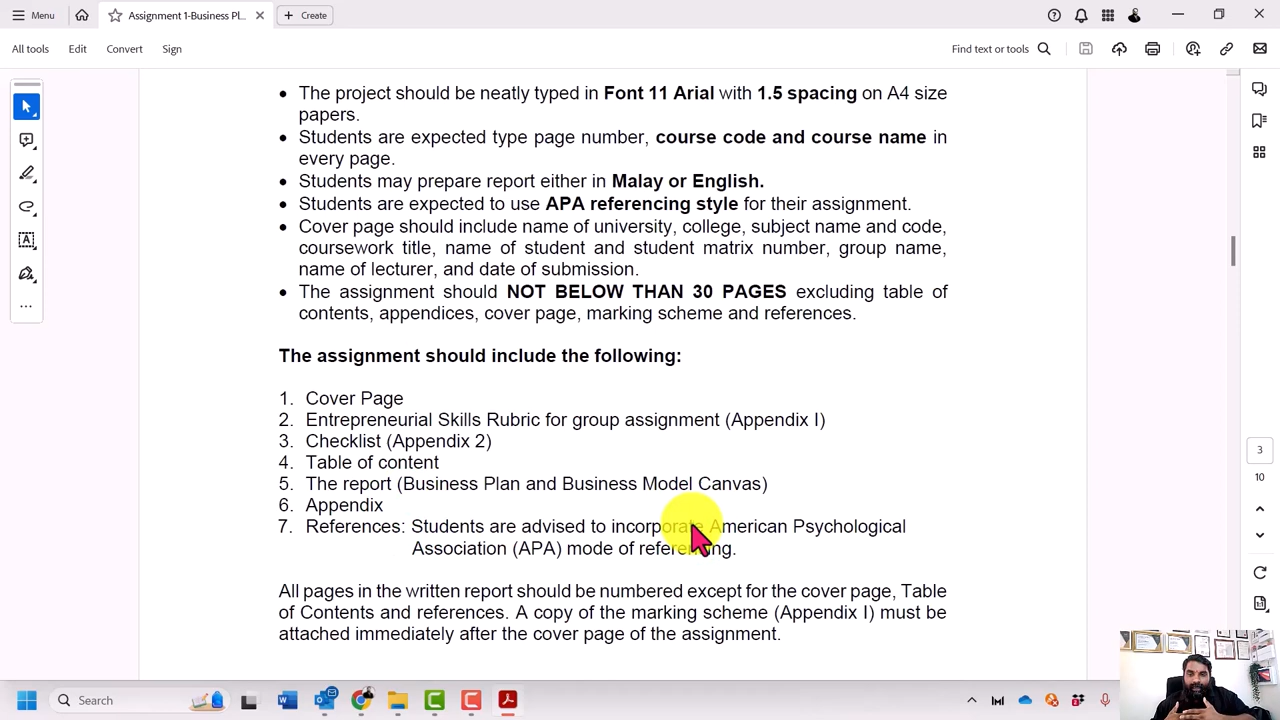 Menu
Assignment 1-Business Pl...
Create
All tools
Edit
Convert
Sign
Find text or tools
• The project should be neatly typed in Font 11 Arial with 1.5 spacing on A4 size
papers.
• Students are expected type page number, course code and course name in
every page.
• Students may prepare report either in Malay or English.
• Students are expected to use APA referencing style for their assignment.
• Cover page should include name of university, college, subject name and code,
coursework title, name of student and student matrix number, group name,
name of lecturer, and date of submission.
• The assignment should NOT BELOW THAN 30 PAGES excluding table of
contents, appendices, cover page, marking scheme and references.
The assignment should include the following:
1. Cover Page
2. Entrepreneurial Skills Rubric for group assignment (Appendix I)
3. Checklist (Appendix 2)
4. Table of content
5. The report (Business Plan and Business Model Canvas)
6. Appendix
7. References: Students are advised to incorporate American Psychological
Association (APA) mode of referencing.
All pages in the written report should be numbered except for the cover page, Table
of Contents and references. A copy of the marking scheme (Appendix I) must be
attached immediately after the cover page of the assignment.
3
10
Search